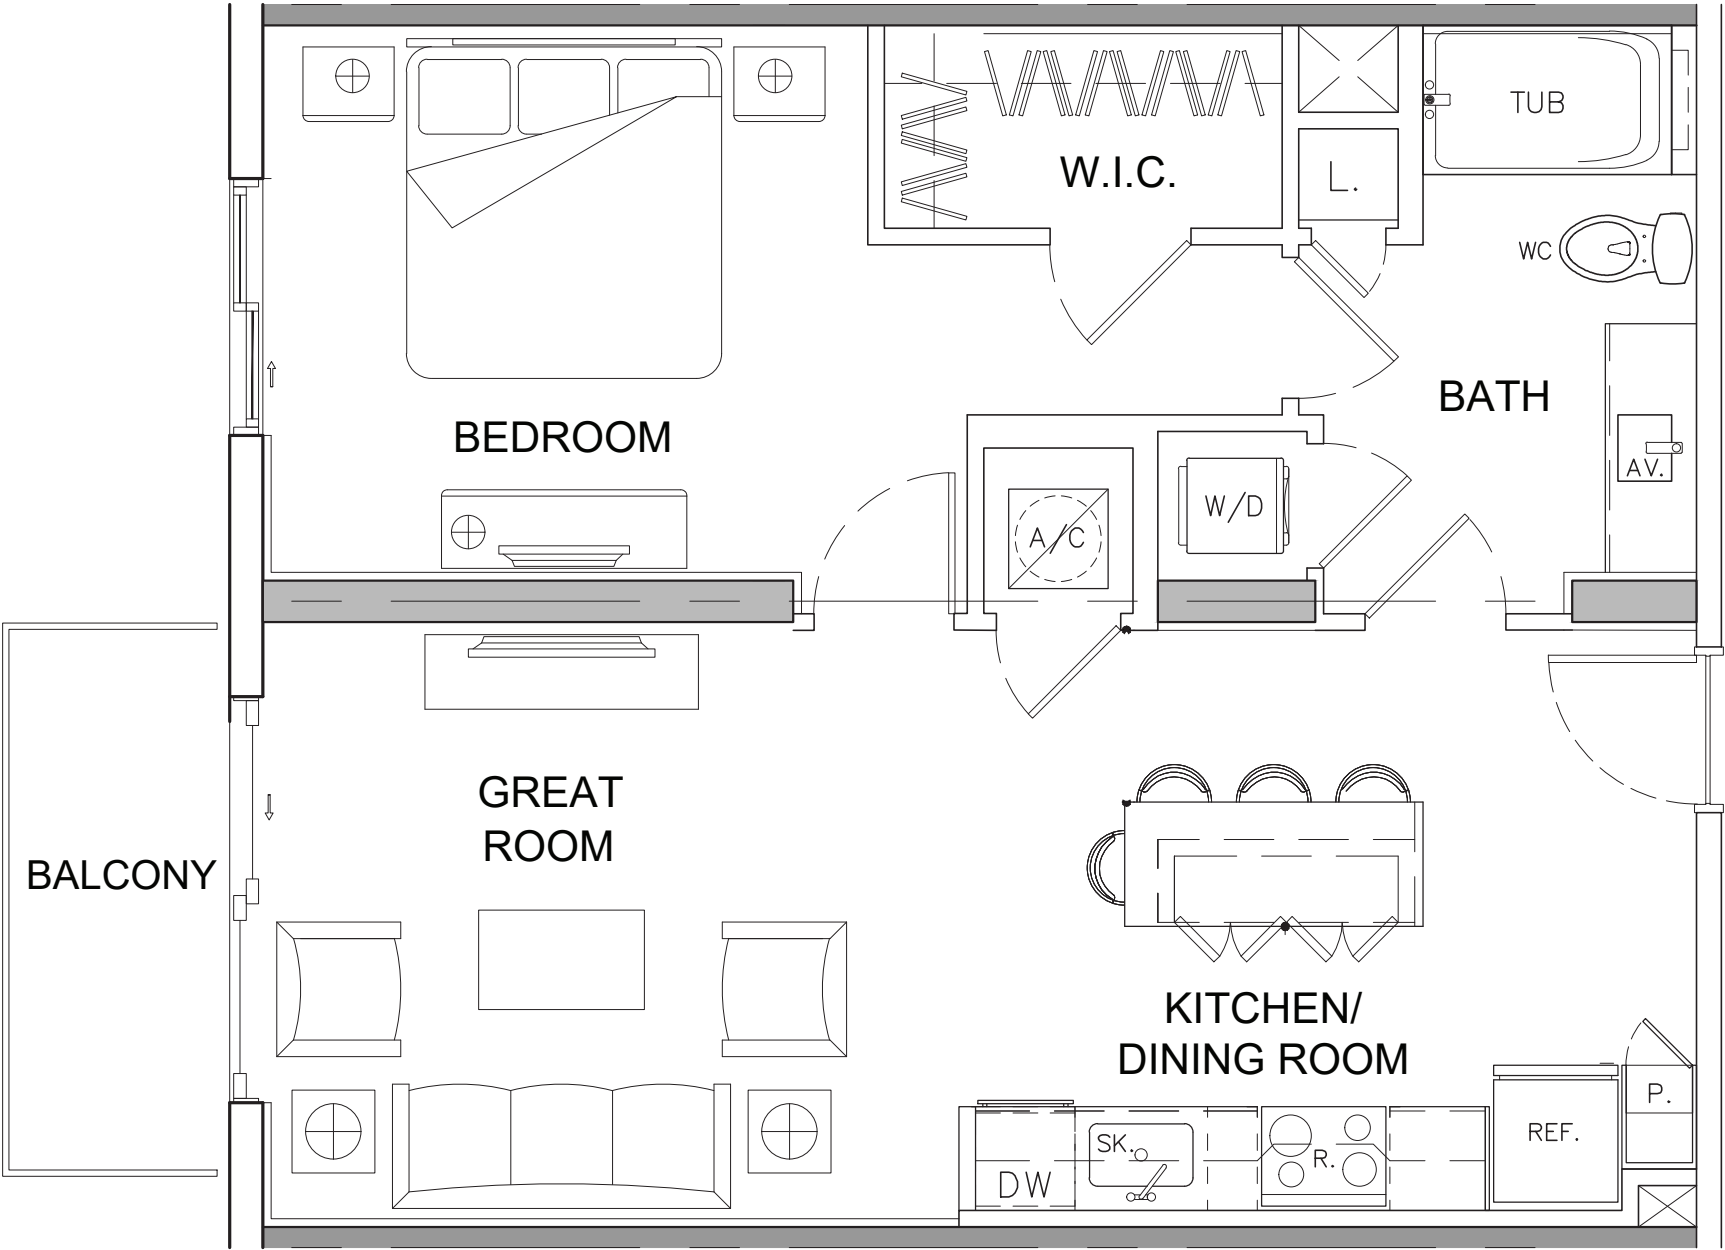 TUB
W.I.C.
L.
WC
BATH
BEDROOM
AV.
W/D
A/C
GREAT
ROOM
BALCONY
KITCHEN/
DINING ROOM
P.
REF.
SK.
R.
DW